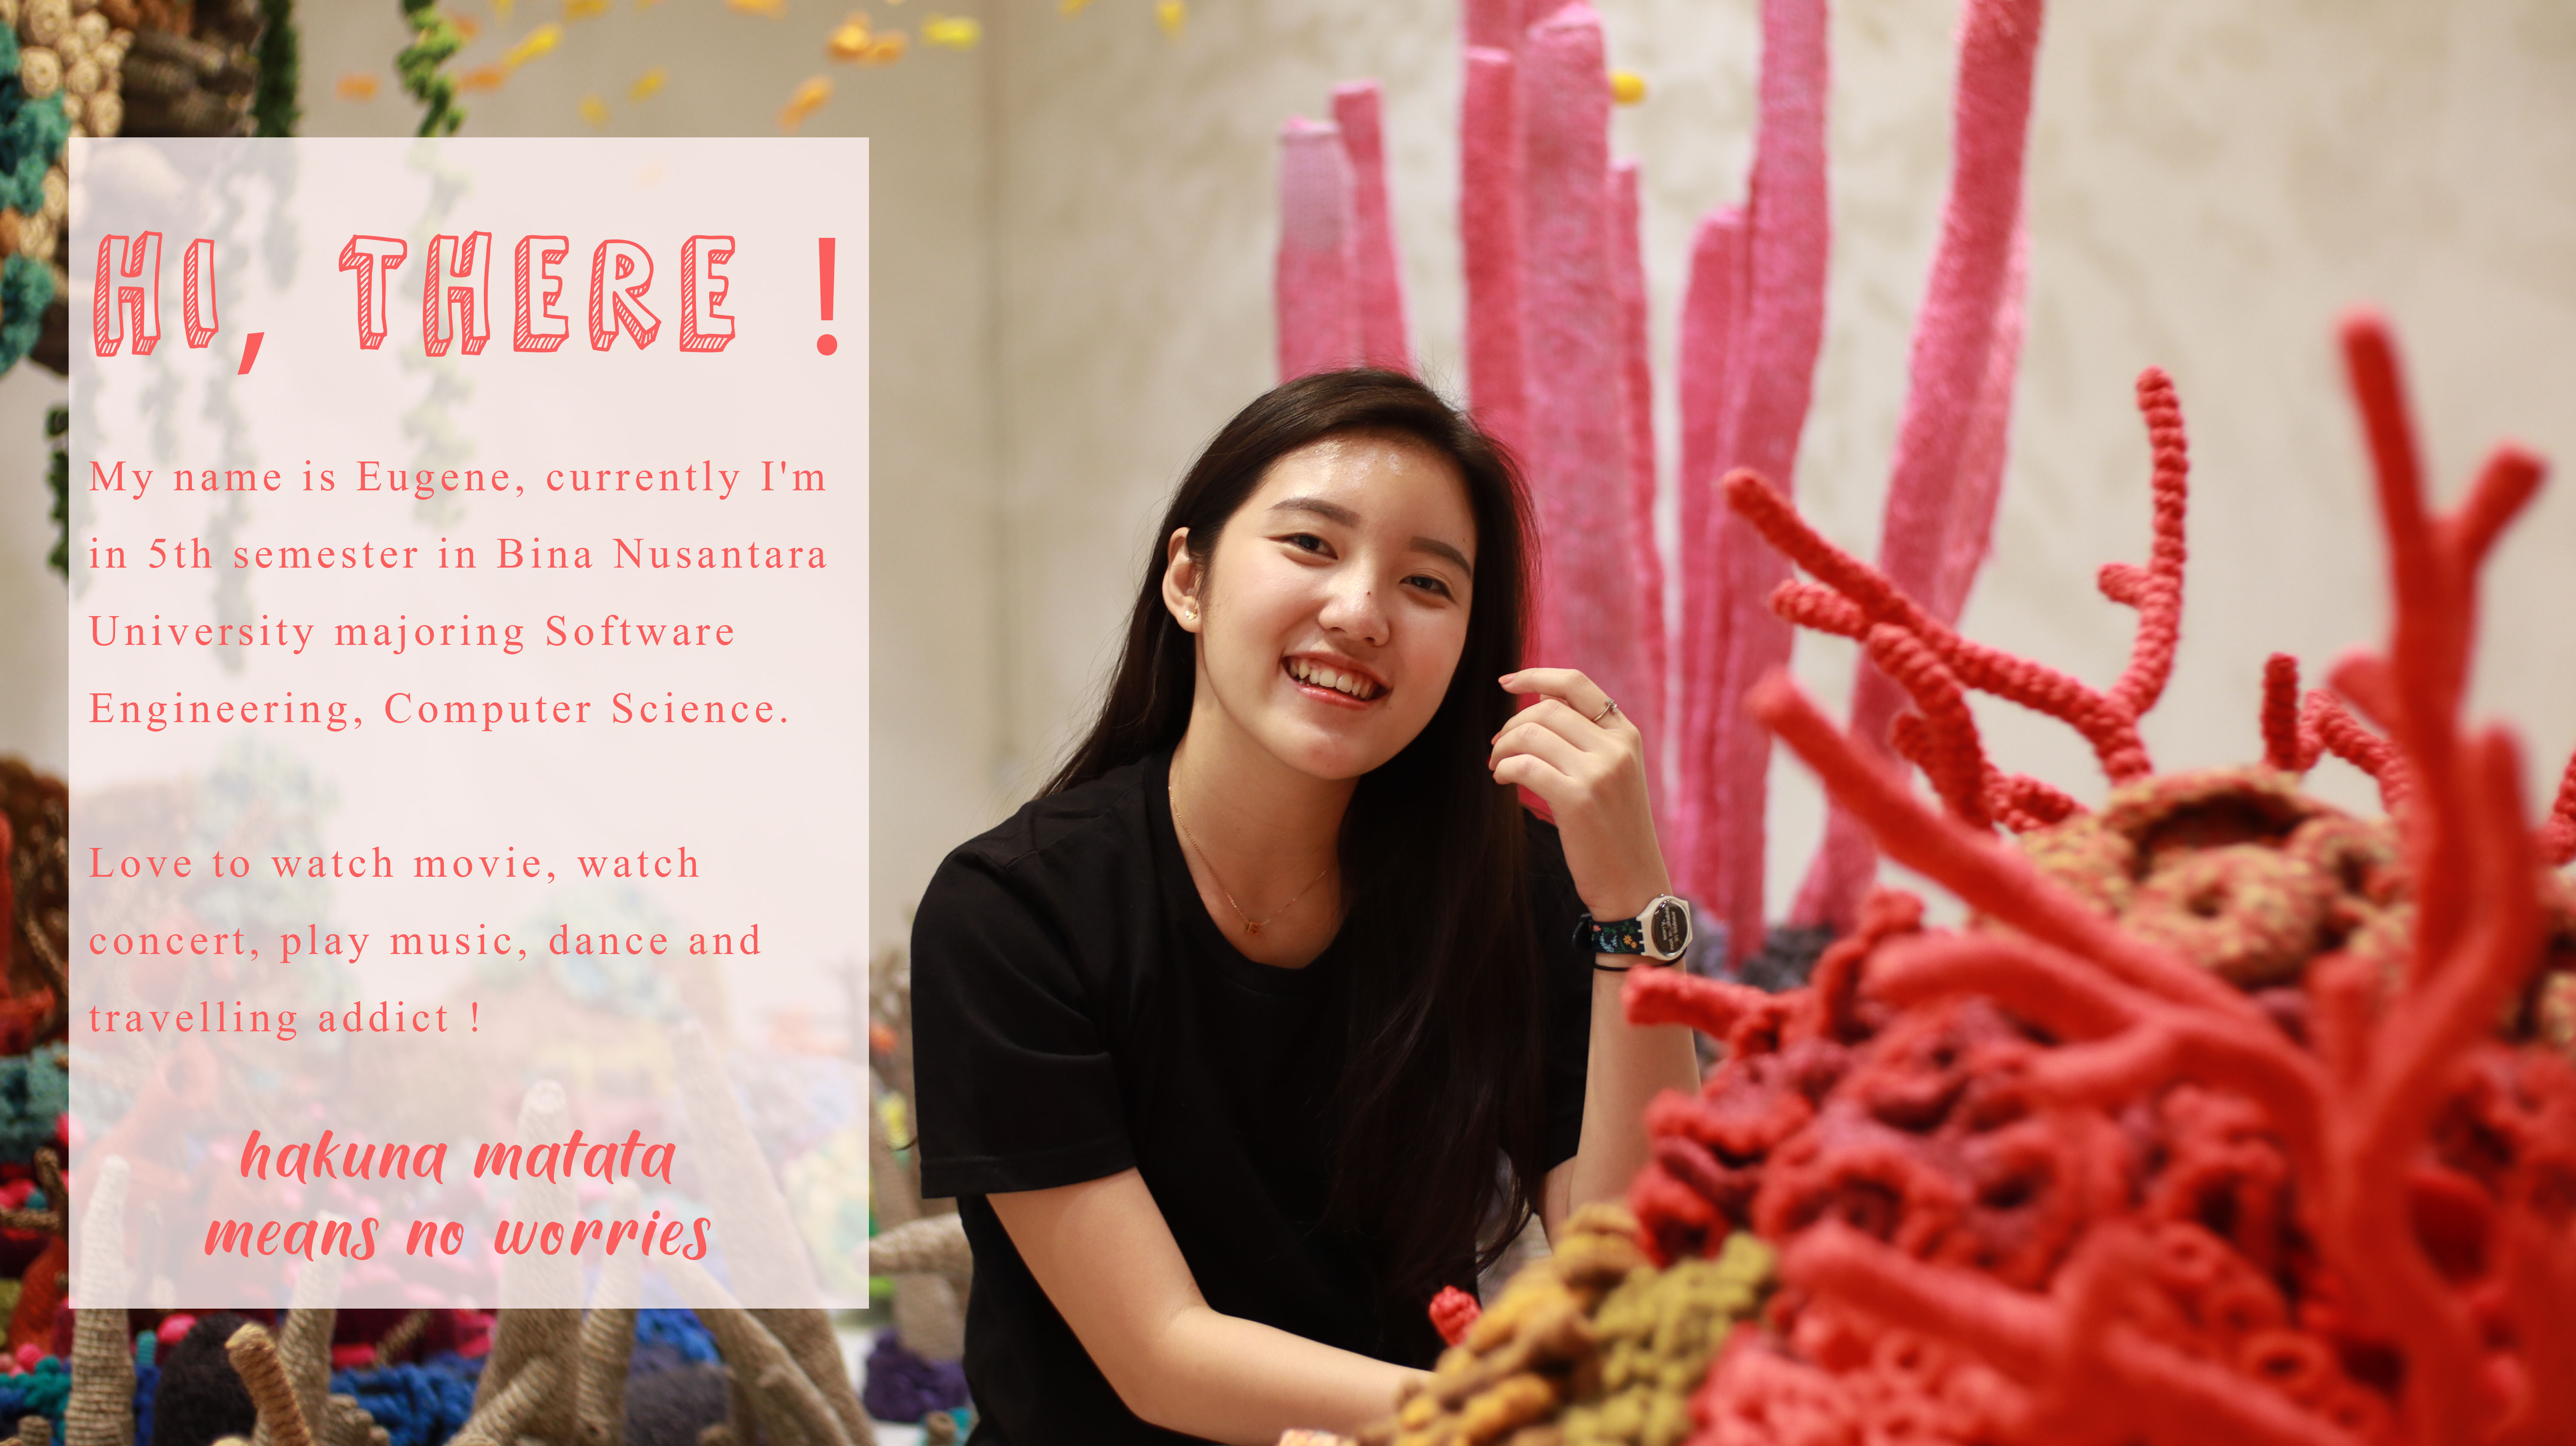 HI, THERE !
My name is Eugene, currently I'm
in 5th semester in Bina Nusantara
University majoring Software
Engineering, Computer Science.
Love to watch movie, watch
concert, play music, dance and
travelling addict !
hakuna matata
means no worries